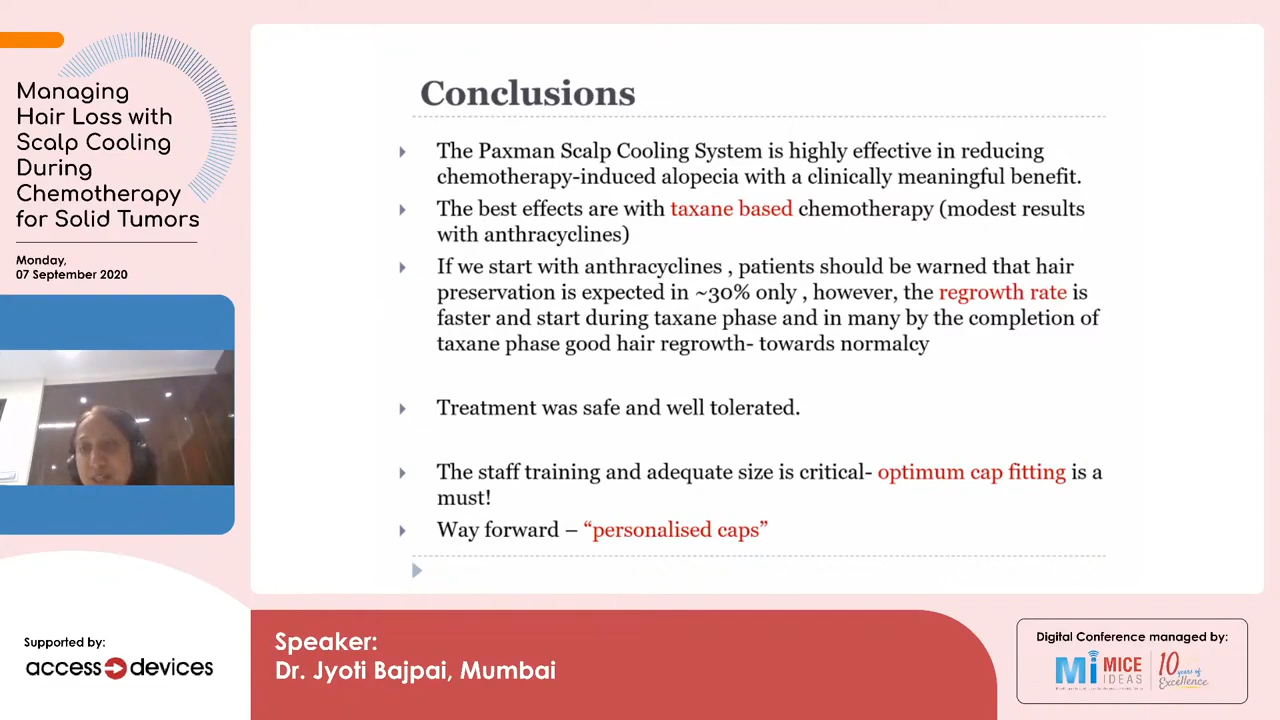 Managing
Hair Loss with
Scalp Cooling
During
Chemotherapy
for Solid Tumors
Monday,
07 September 2020
Conclusions
The Paxman Scalp Cooling System is highly effective in reducing
chemotherapy-induced alopecia with a clinically meaningful benefit.
The best effects are with taxane based chemotherapy (modest results
with anthracyclines)
If we start with anthracyclines , patients should be warned that hair
preservation is expected in ~30% only , however, the regrowth rate is
faster and start during taxane phase and in many by the completion of
taxane phase good hair regrowth- towards normalcy
Treatment was safe and well tolerated.
The staff training and adequate size is critical- optimum cap fitting is a
must!
Way forward – “personalised caps”
Supported by:
access devices
Speaker:
Dr. Jyoti Bajpai, Mumbai
Digital Conference managed by:
Mi MICE
IDEAS
10 years of
Excellence